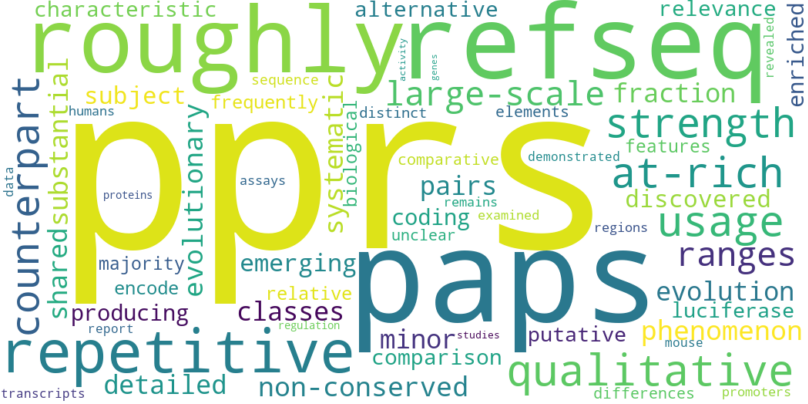 characteristic
alternative
relevance
roughly
refseq
enriched
revealed
activity
genes
sequence
subject
frequently
large-scale
fraction
counterpart
humans
substantial
evolutionary
systematic
biological
distinct
elements
strength
features
pprs
comparative
demonstrated
at-rich
data
proteins
assays
pairs
remains
discovered
coding
examined
usage
unclear
regions
shared
majority
emerging
paps
ranges
encode
relative
evolution
producing
classes
luciferase
report
regulation
minor
studies
putative
phenomenon
mouse
repetitive
comparison
qualitative
transcripts
detailed
non-conserved
differences
promoters